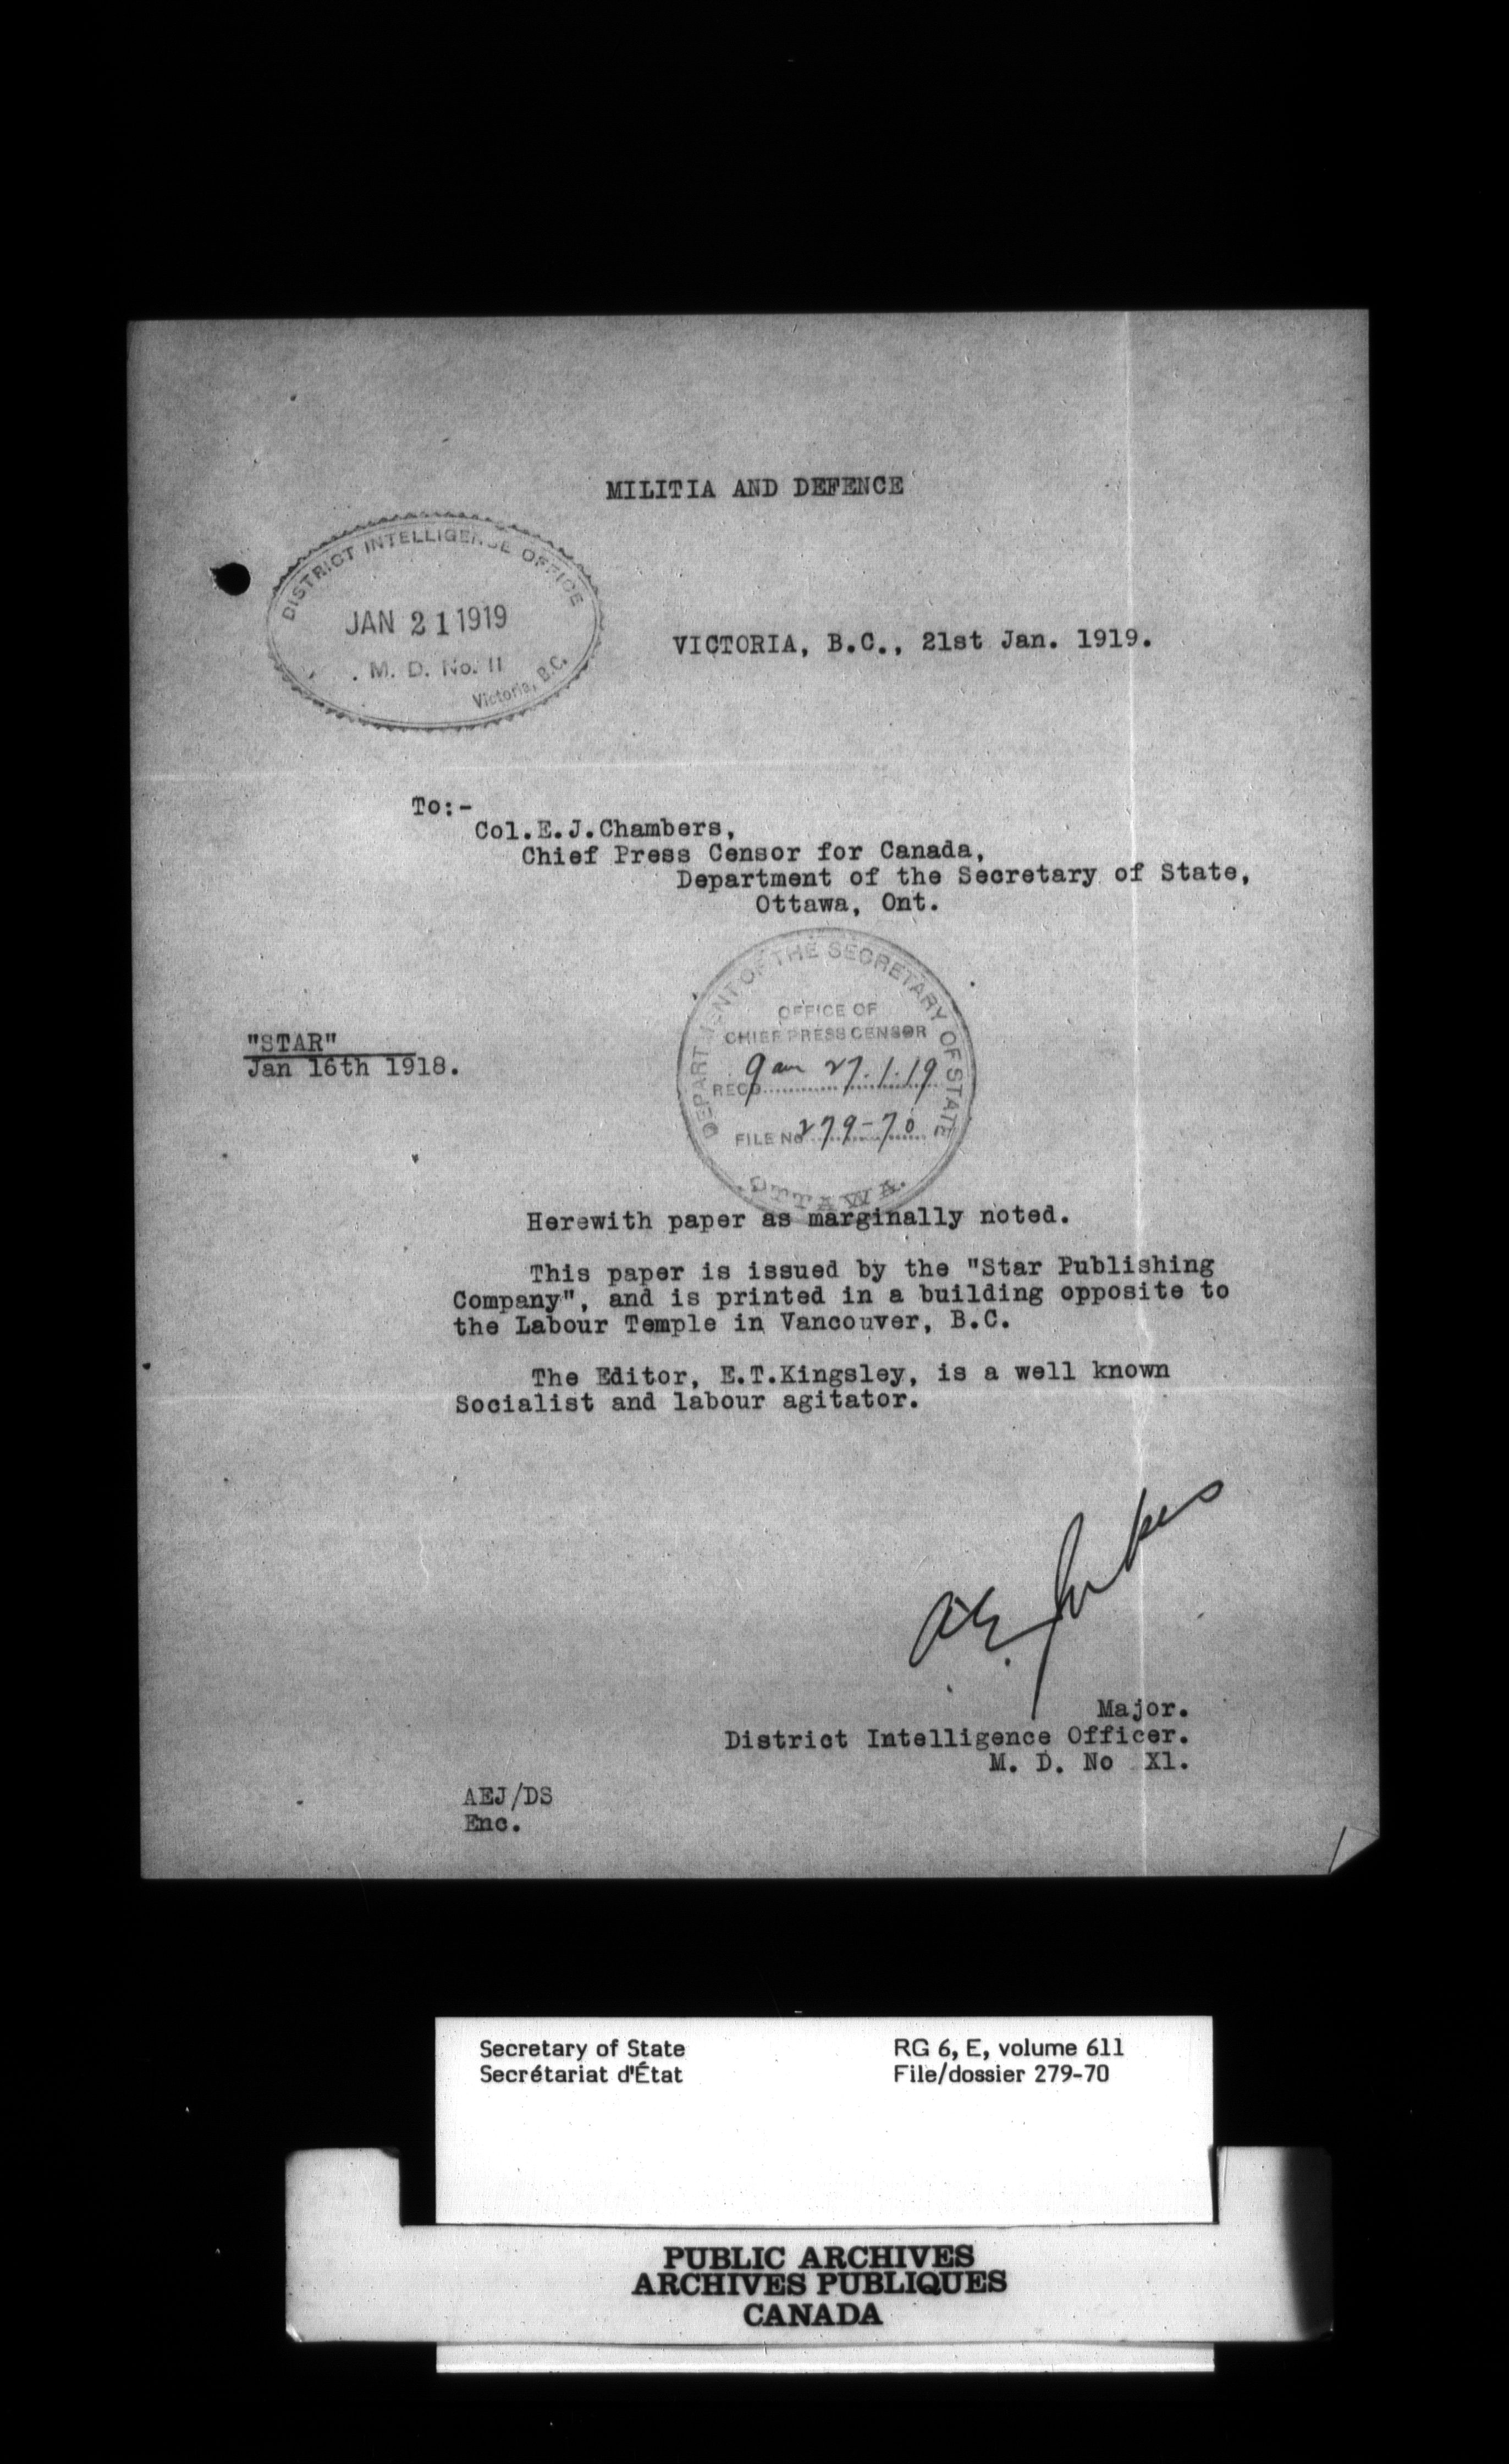 MILITIA AND DEFENCE
DISTRICT INTELLIGENCE OFFICE
JAN 21 1919
M. D. No. 11
Victoria, B.C.
VICTORIA, B.C., 21st Jan. 1919.
To:-
Col.E.J.Chambers,
Chief Press Censor for Canada,
Department of the Secretary of State,
Ottawa, Ont.
DEPARTMENT OF THE SECRETARY OF STATE
OFFICE OF
CHIEF PRESS CENSOR
RECD 9 am 27.1.19
FILE No 279-70
OTTAWA.
"STAR"
Jan 16th 1918.
Herewith paper as marginally noted.
This paper is issued by the "Star Publishing
Company", and is printed in a building opposite to
the Labour Temple in Vancouver, B.C.
The Editor, E.T.Kingsley, is a well known
Socialist and labour agitator.
Major.
District Intelligence Officer.
M. D. No X1.
AEJ/DS
Enc.
Secretary of State
Secrétariat d'État
RG 6, E, volume 611
File/dossier 279-70
PUBLIC ARCHIVES
ARCHIVES PUBLIQUES
CANADA